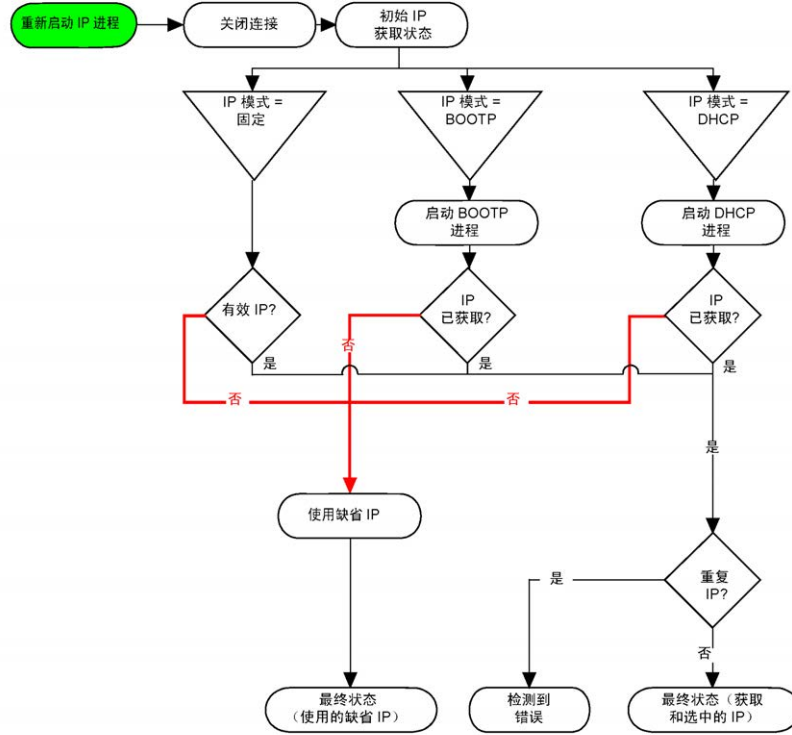 重新启动 IP 进程
关闭连接
初始 IP
获取状态
IP 模式 =
固定
IP 模式 =
BOOTP
IP 模式 =
DHCP
启动 BOOTP
进程
启动 DHCP
进程
有效 IP?
IP
已获取?
IP
已获取?
否
是
是
是
否
否
是
使用缺省 IP
重复
IP?
是
否
最终状态
（使用的缺省 IP）
检测到
错误
最终状态（获取
和选中的 IP）